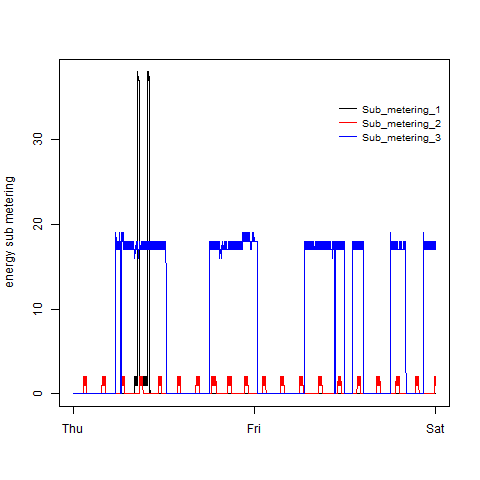 Sub_metering_1
Sub_metering_2
Sub_metering_3
energy sub metering
30
20
10
0
Thu
Fri
Sat